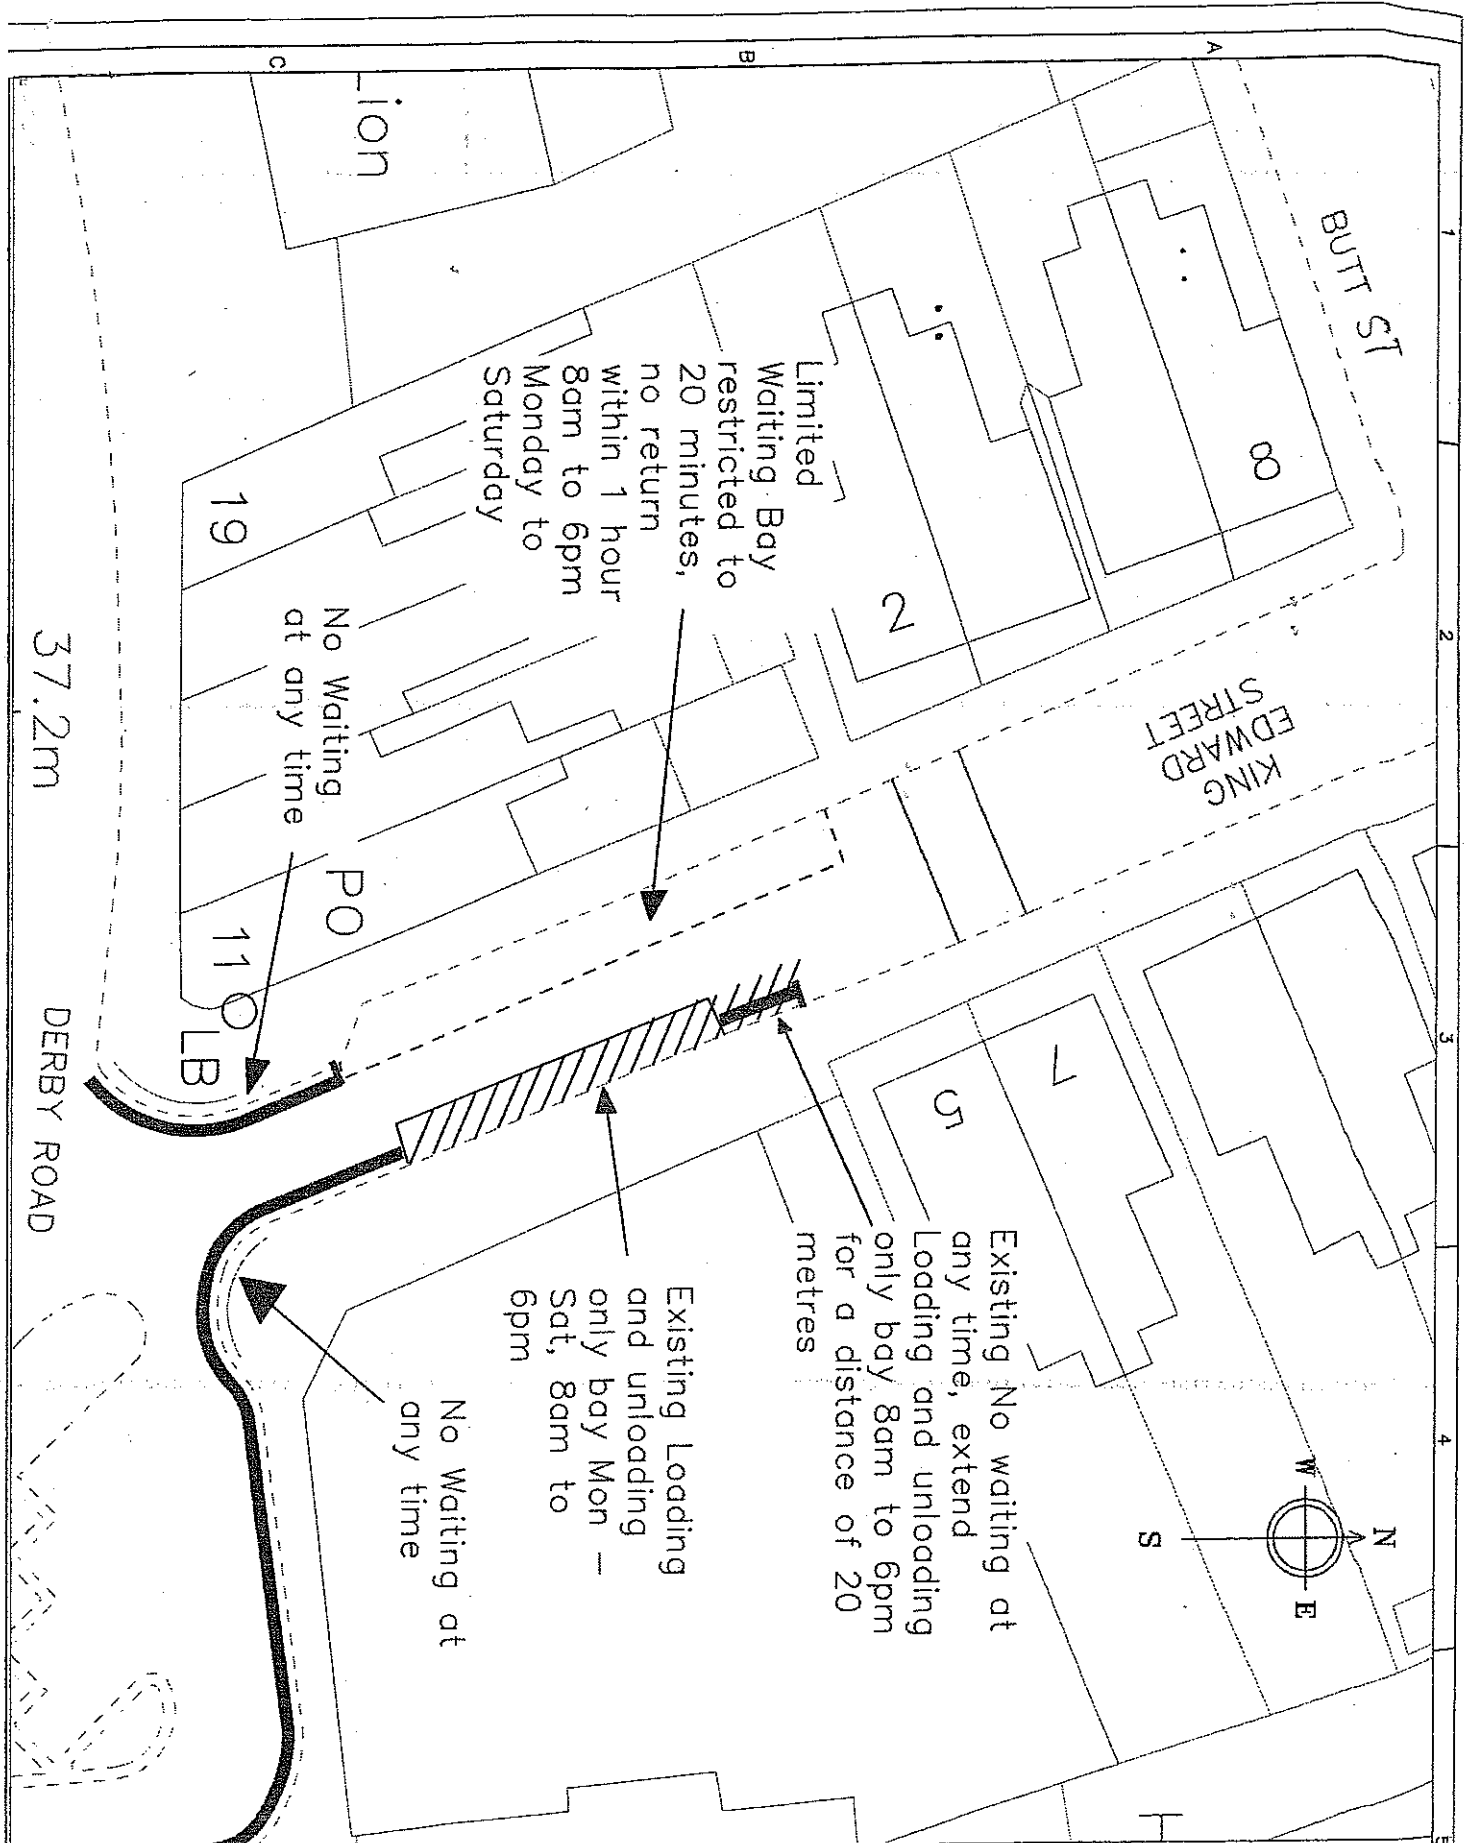 1
2
3
4
5
A
B
C
BUTT ST
8
2
KING
EDWARD
STREET
7
5
N
W
E
S
Lion
Limited
Waiting Bay
restricted to
20 minutes,
no return
within 1 hour
8am to 6pm
Monday to
Saturday
Existing No waiting at
any time, extend
Loading and unloading
only bay 8am to 6pm
for a distance of 20
metres
Existing Loading
and unloading
only bay Mon –
Sat, 8am to
6pm
No Waiting
at any time
No Waiting at
any time
19
PO
11
LB
37.2m
DERBY ROAD